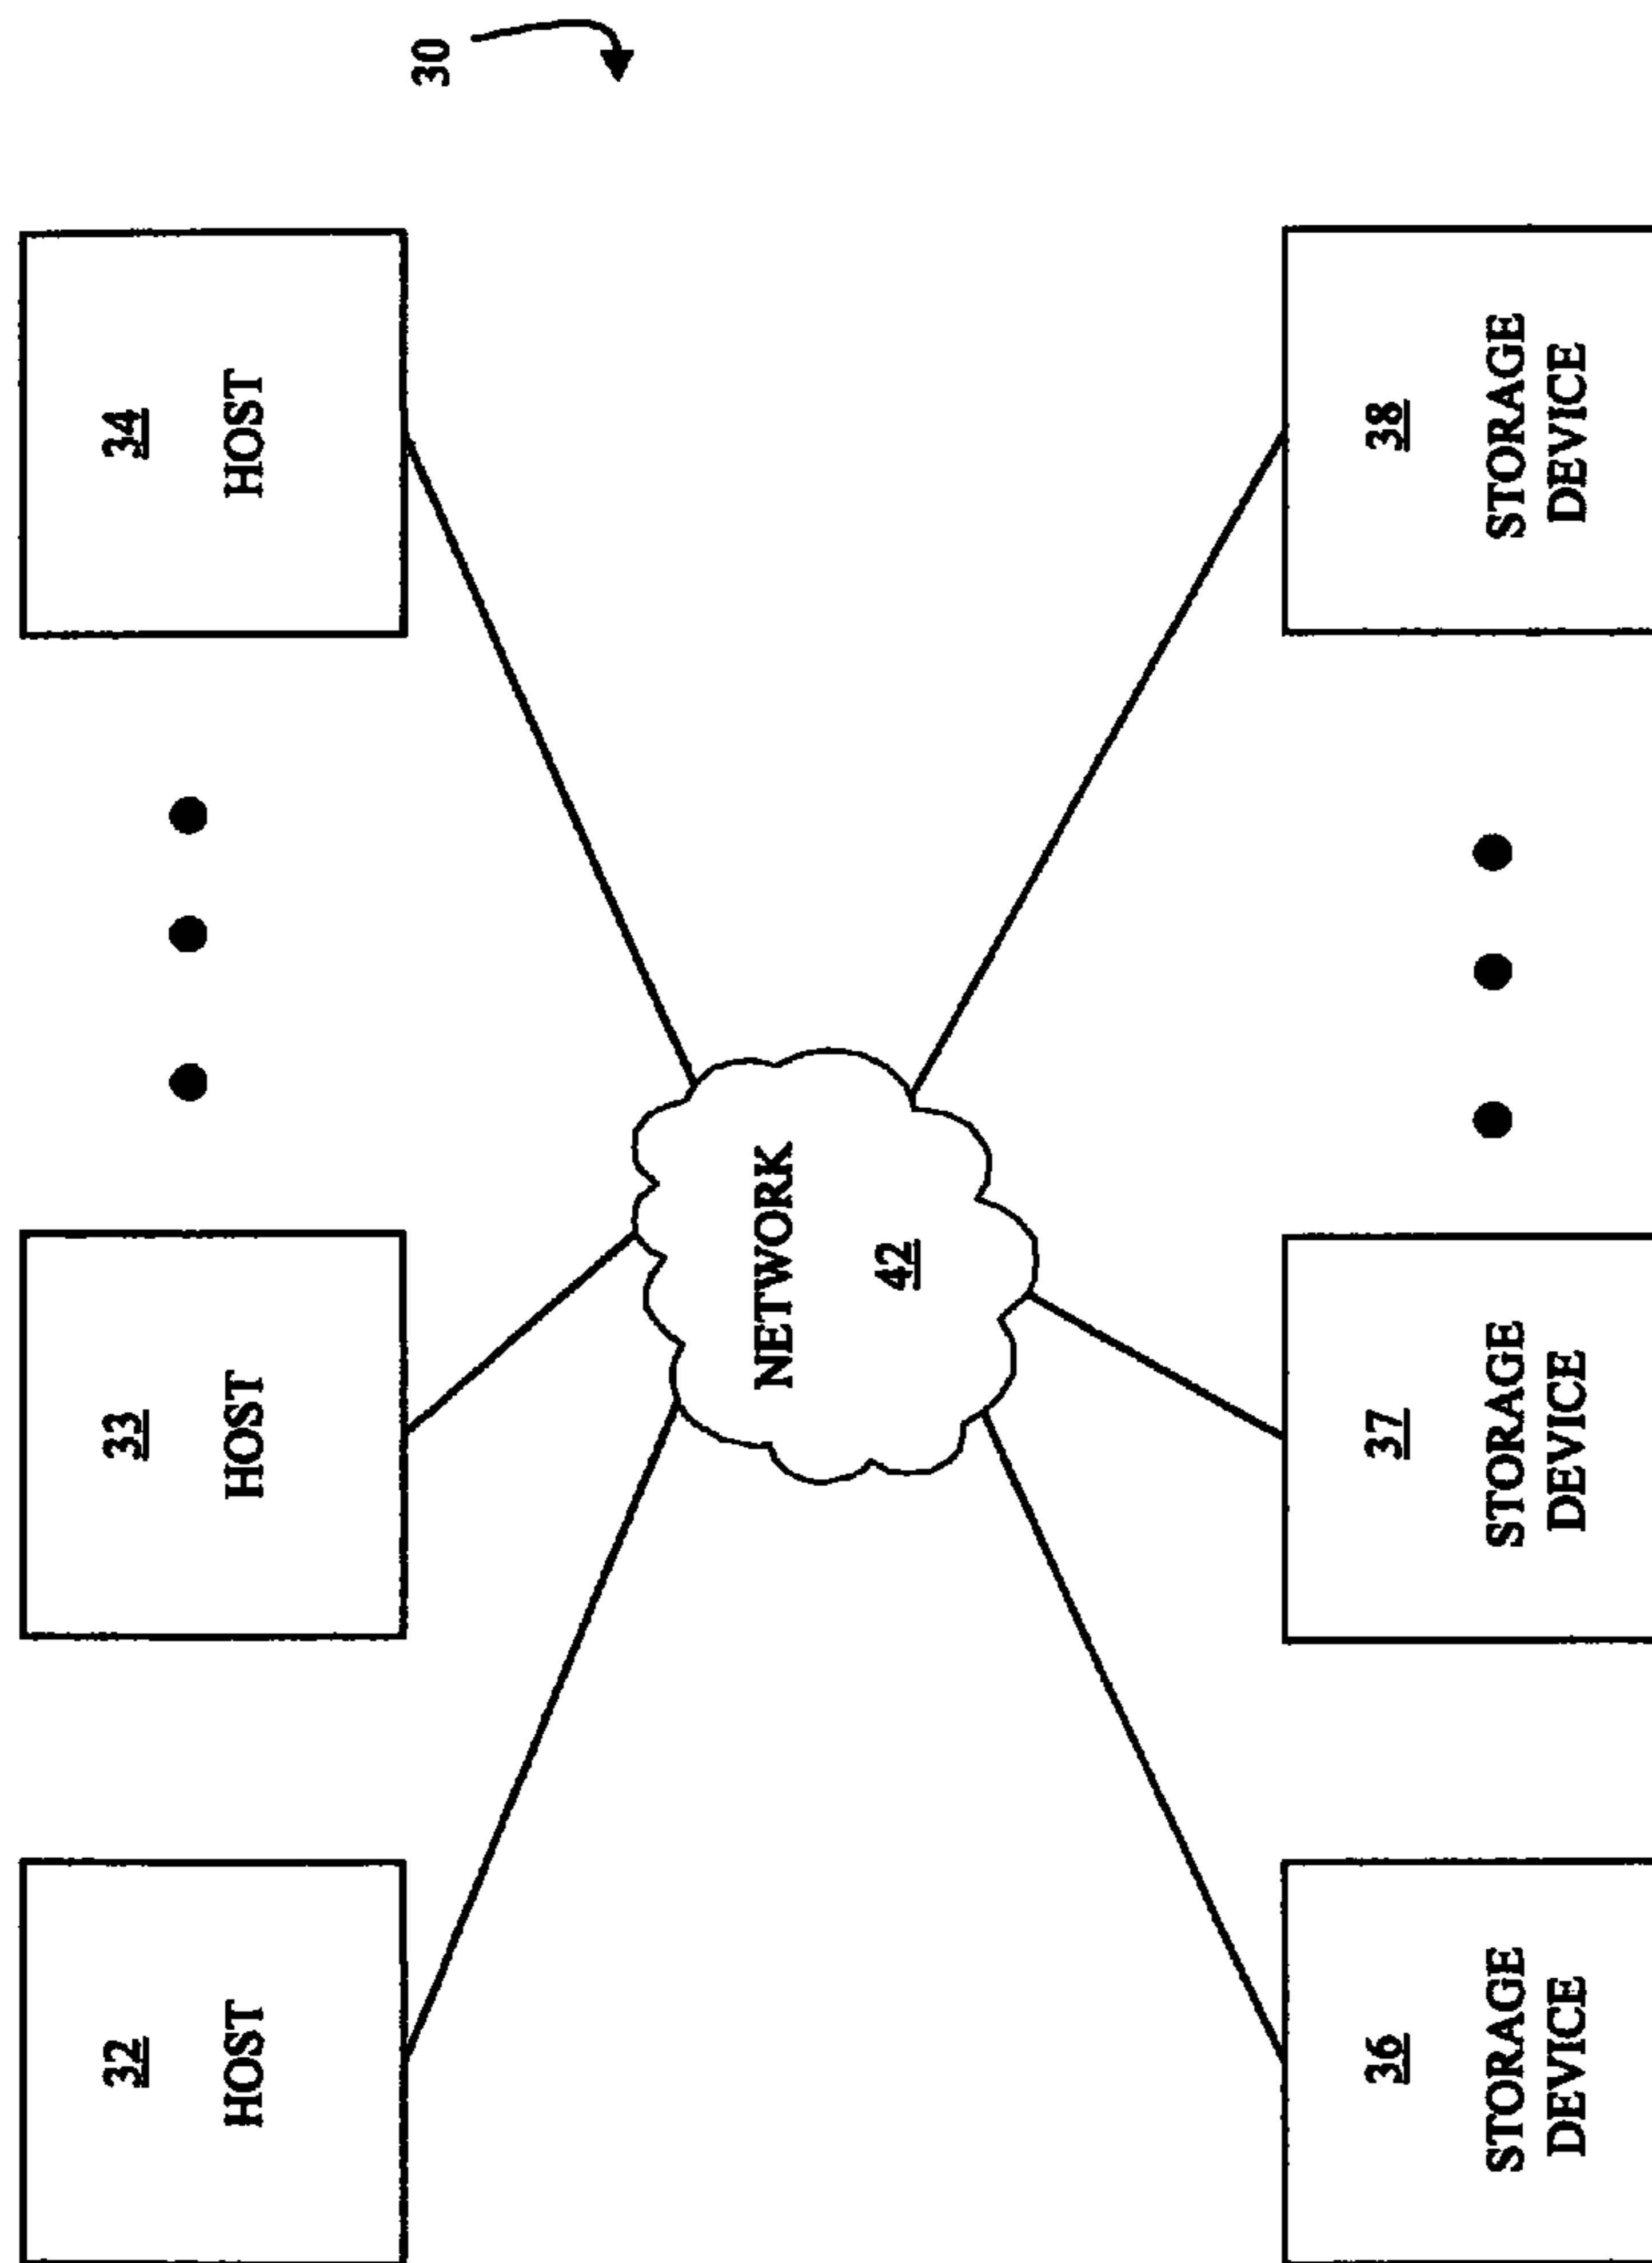 30
32
HOST
33
HOST
34
HOST
NETWORK
42
36
STORAGE
DEVICE
37
STORAGE
DEVICE
38
STORAGE
DEVICE